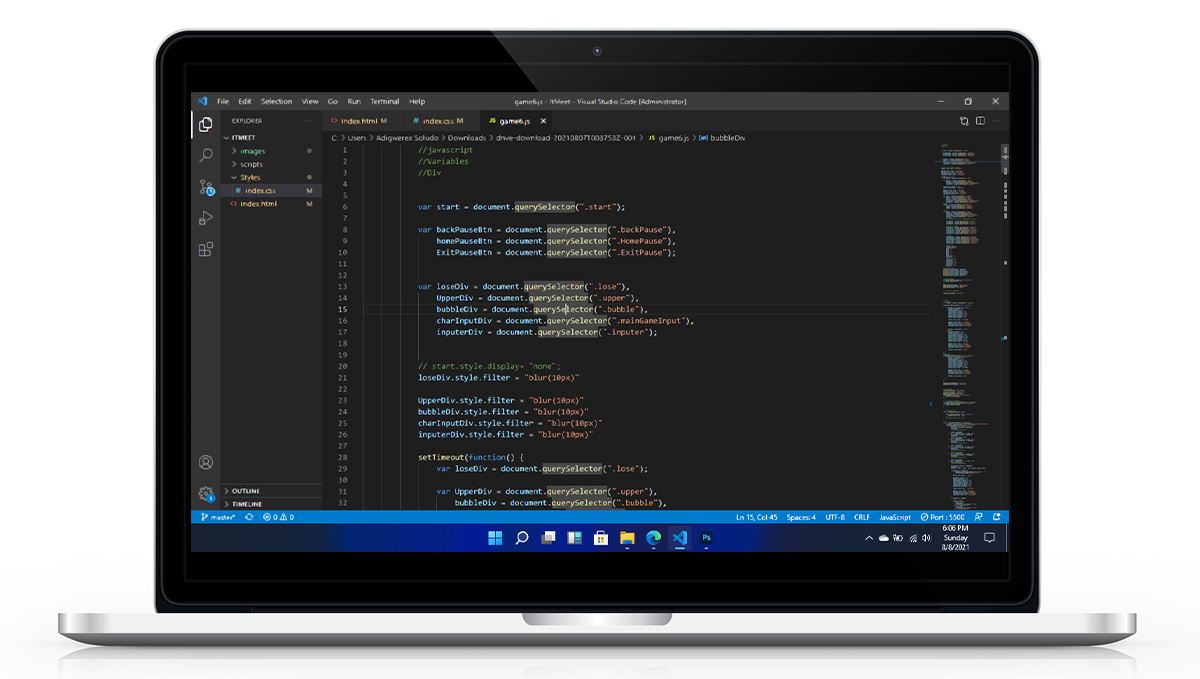 File Edit Selection View Go Run Terminal Help
game6.js - ItMeet - Visual Studio Code [Administrator]
EXPLORER
ITMEET
images
scripts
Styles
# index.css M
index.html M
OUTLINE
TIMELINE
index.html M # index.css M JS game6.js
C: > Users > Adigwerex Soludo > Downloads > drive-download-20210807T003753Z-001 > JS game6.js > bubbleDiv
1 //javascript
2 //Variables
3 //Div
4
5
6 var start = document.querySelector(".start");
7
8 var backPauseBtn = document.querySelector(".backPause"),
9 homePauseBtn = document.querySelector(".HomePause"),
10 ExitPauseBtn = document.querySelector(".ExitPause");
11
12
13 var loseDiv = document.querySelector(".lose"),
14 UpperDiv = document.querySelector(".upper"),
15 bubbleDiv = document.querySelector(".bubble"),
16 charInputDiv = document.querySelector(".mainGameInput"),
17 inputerDiv = document.querySelector(".inputer");
18
19
20 // start.style.display= "none";
21 loseDiv.style.filter = "blur(10px)"
22
23 UpperDiv.style.filter = "blur(10px)"
24 bubbleDiv.style.filter = "blur(10px)"
25 charInputDiv.style.filter = "blur(10px)"
26 inputerDiv.style.filter = "blur(10px)"
27
28 setTimeout(function() {
29 var loseDiv = document.querySelector(".lose");
30
31 var UpperDiv = document.querySelector(".upper"),
32 bubbleDiv = document.querySelector(".bubble"),
master* 0 0 Ln 15, Col 45 Spaces: 4 UTF-8 CRLF JavaScript Port : 5500
Ps
6:06 PM
Sunday
8/8/2021